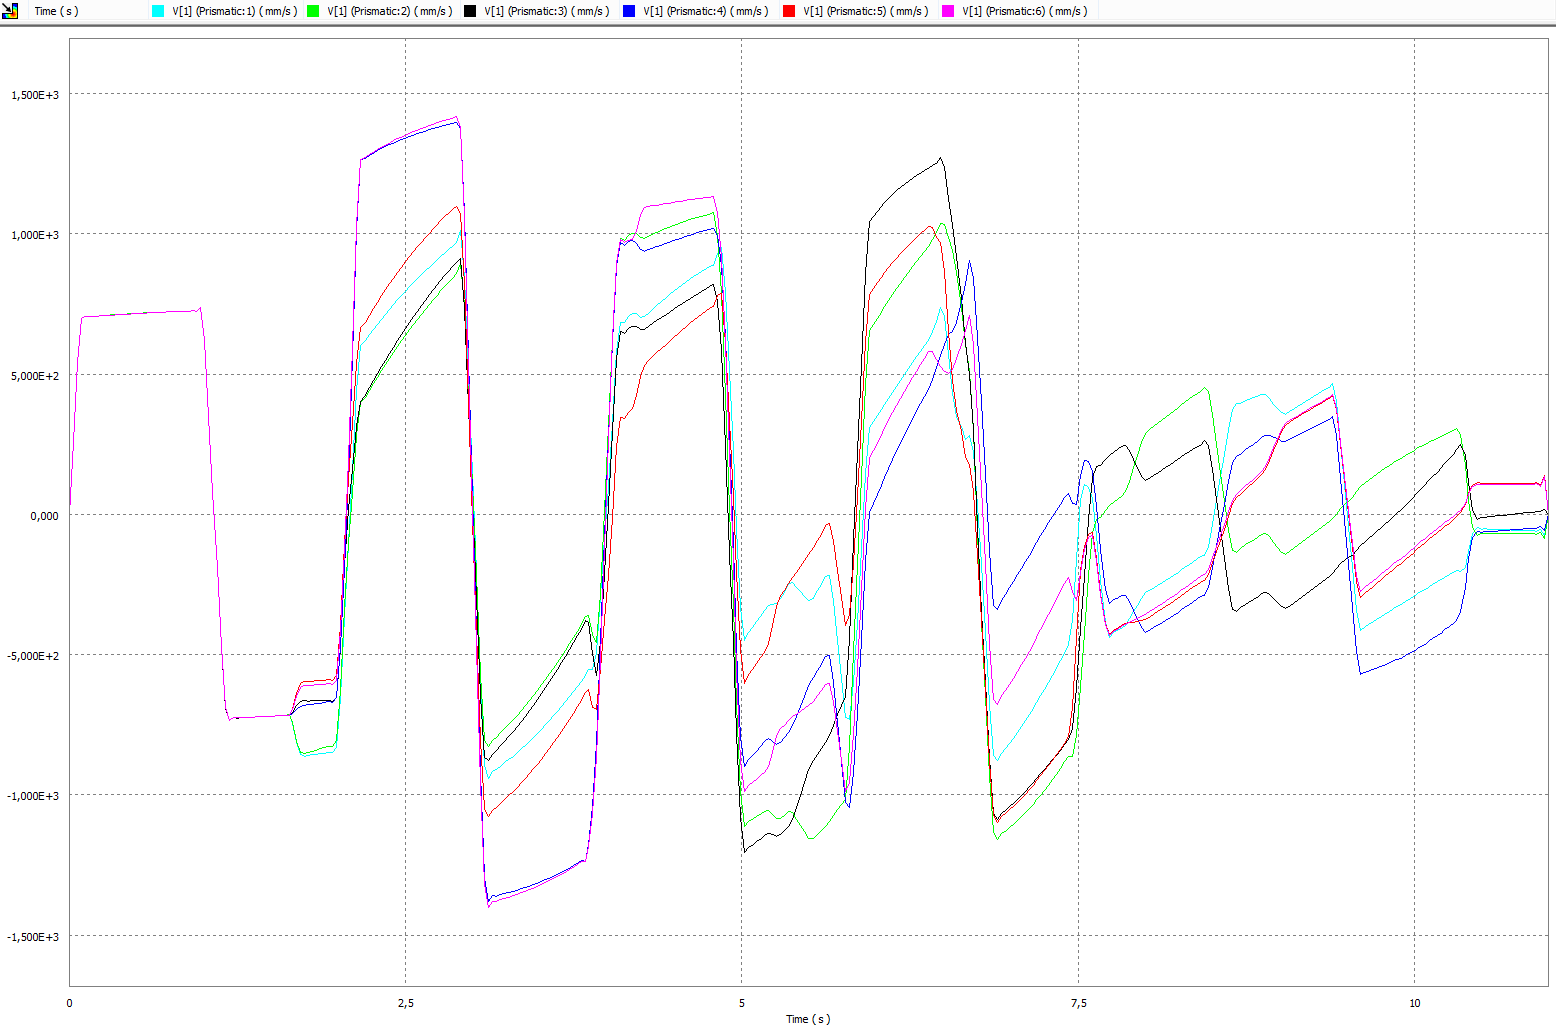 Time ( s )   V[1] (Prismatic:1) ( mm/s )   V[1] (Prismatic:2) ( mm/s )   V[1] (Prismatic:3) ( mm/s )   V[1] (Prismatic:4) ( mm/s )   V[1] (Prismatic:5) ( mm/s )   V[1] (Prismatic:6) ( mm/s )
1,500E+3
1,000E+3
5,000E+2
0,000
-5,000E+2
-1,000E+3
-1,500E+3
0 2,5 5 7,5 10
Time ( s )